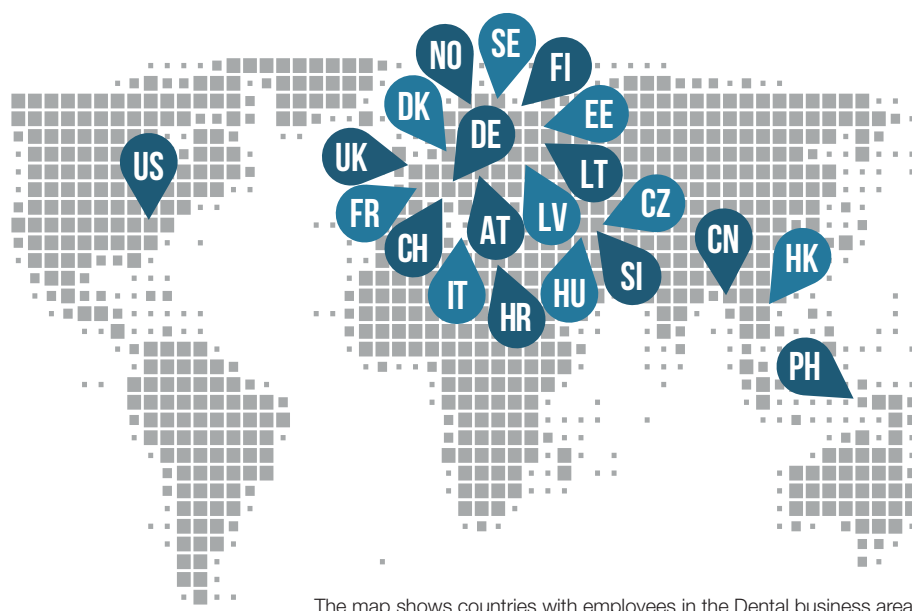 NO
SE
FI
DK
EE
DE
UK
US
LT
FR
CZ
LV
AT
CH
CN
HK
SI
IT
HU
HR
PH
The map shows countries with employees in the Dental business area